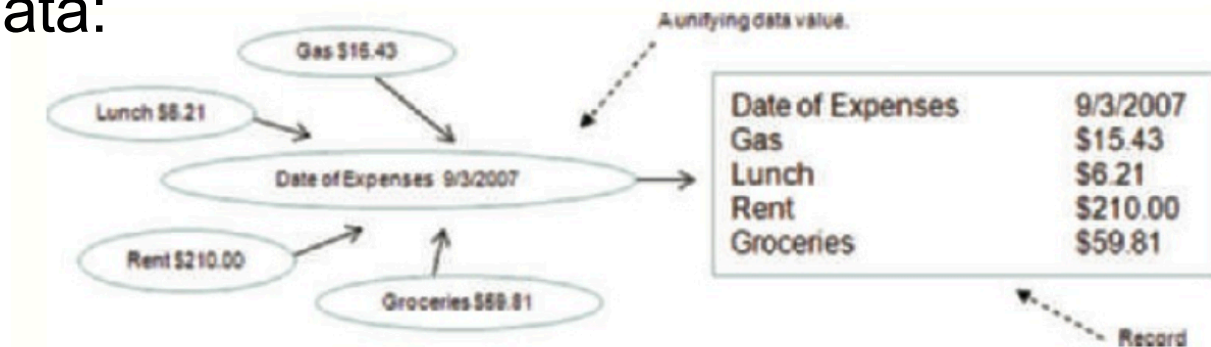 ata:
A unifying data value.
Gas $15.43
Lunch $6.21
Date of Expenses 9/3/2007
Rent $210.00
Groceries $59.81
Date of Expenses 9/3/2007
Gas $15.43
Lunch $6.21
Rent $210.00
Groceries $59.81
Record